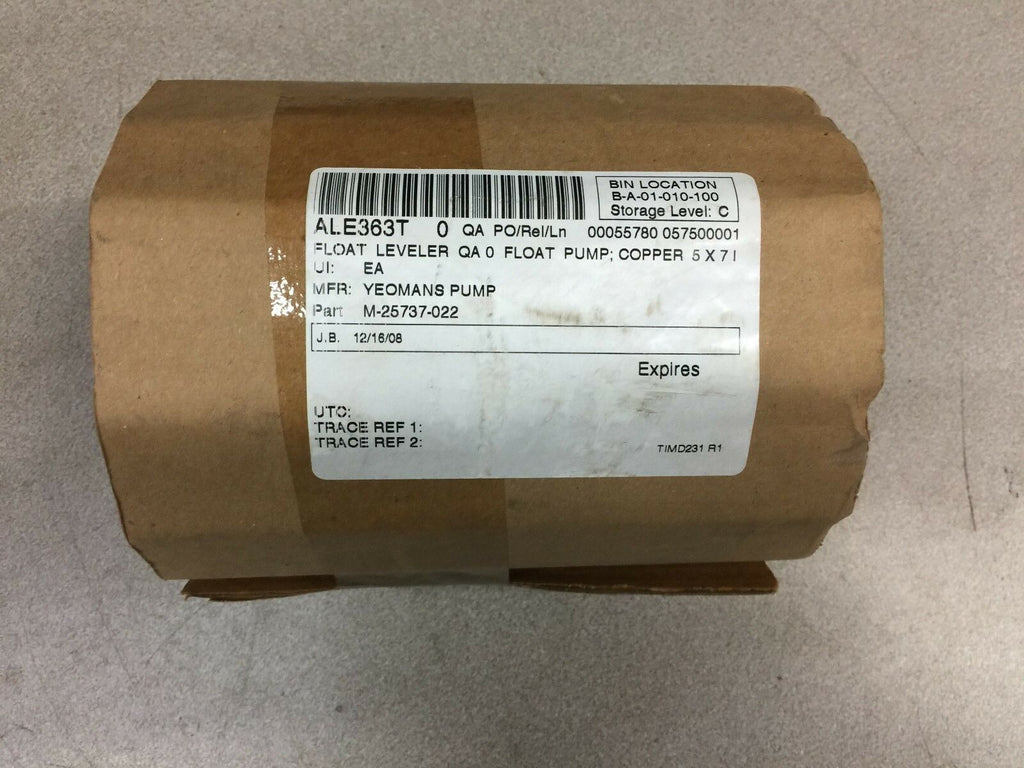 BIN LOCATION
B-A-01-010-100
Storage Level: C
ALE363T 0 QA PO/Rel/Ln 00055780 057500001
FLOAT LEVELER QA 0 FLOAT PUMP; COPPER 5 X 7 I
UI: EA
MFR: YEOMANS PUMP
Part M-25737-022
J.B. 12/16/08
Expires
UTC:
TRACE REF 1:
TRACE REF 2:
TIMD231 R1